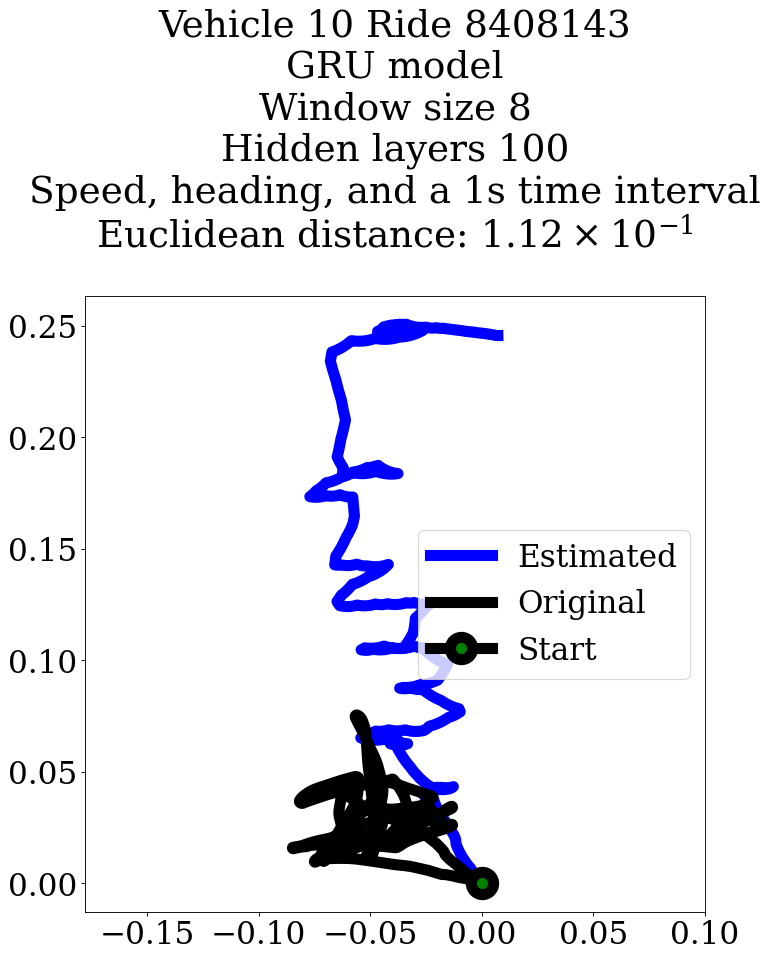 Vehicle 10 Ride 8408143
GRU model
Window size 8
Hidden layers 100
Speed, heading, and a 1s time interval
Euclidean distance: 1.12 × 10⁻¹
0.25
0.20
0.15
0.10
0.05
0.00
Estimated
Original
Start
−0.15 −0.10 −0.05 0.00 0.05 0.10